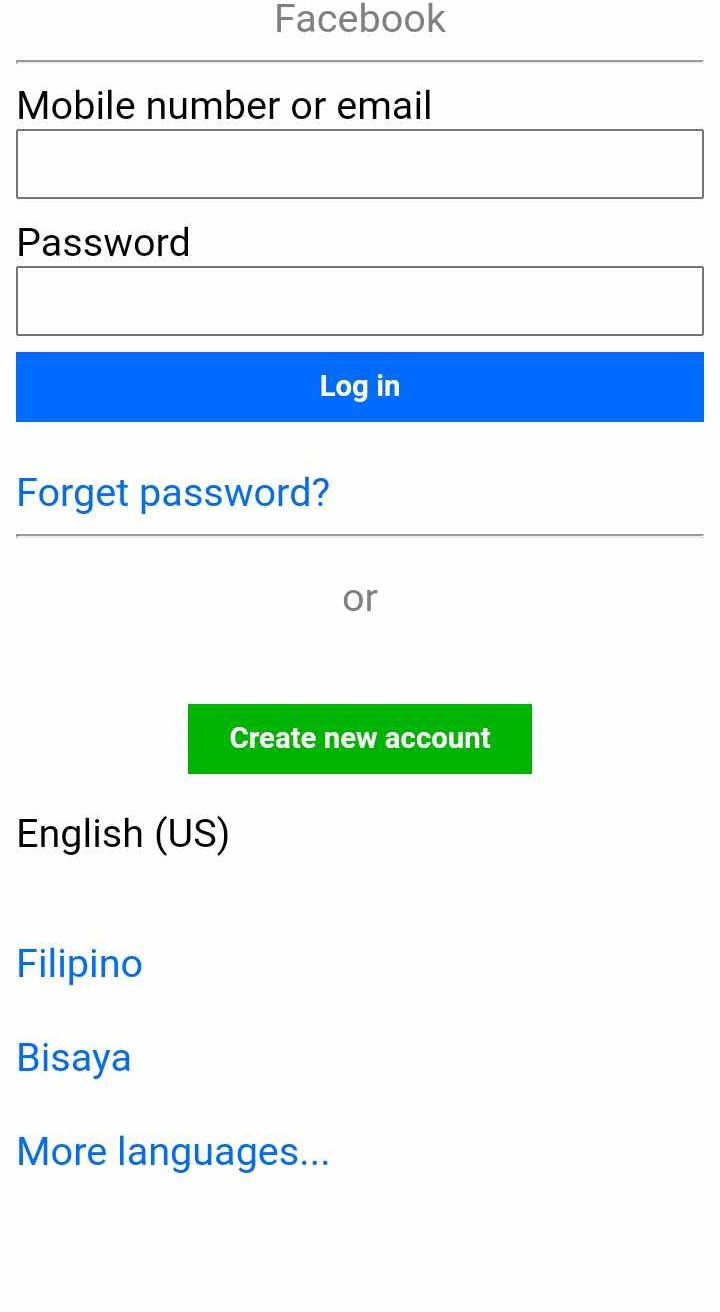 Facebook
Mobile number or email
Password
Log in
Forget password?
or
Create new account
English (US)
Filipino
Bisaya
More languages...